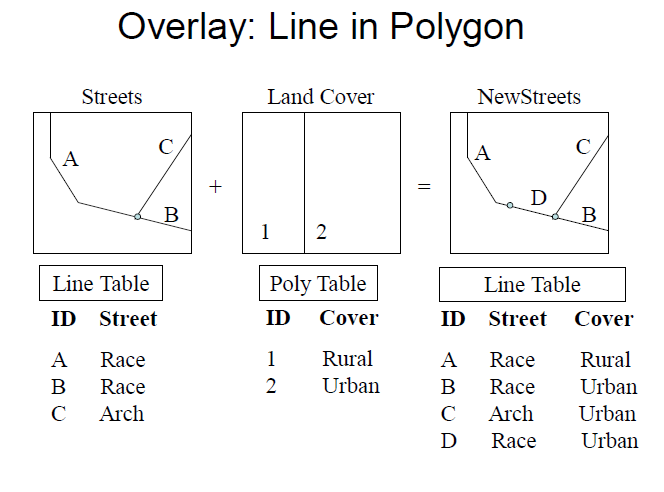 Overlay: Line in Polygon
Streets Land Cover NewStreets
A C B + 1 2 = A C D B
Line Table Poly Table Line Table
ID Street ID Cover ID Street Cover
A Race 1 Rural A Race Rural
B Race 2 Urban B Race Urban
C Arch C Arch Urban
D Race Urban